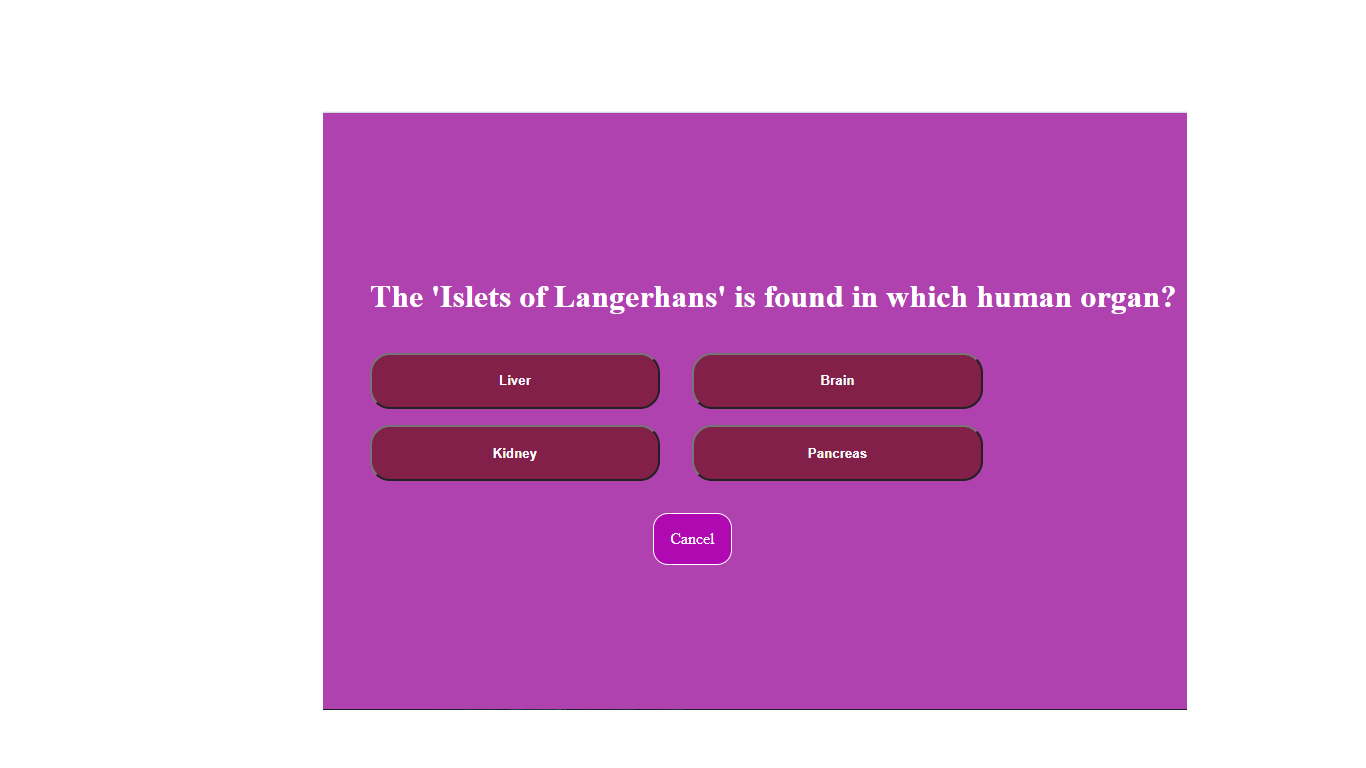 The 'Islets of Langerhans' is found in which human organ?
Liver
Brain
Kidney
Pancreas
Cancel